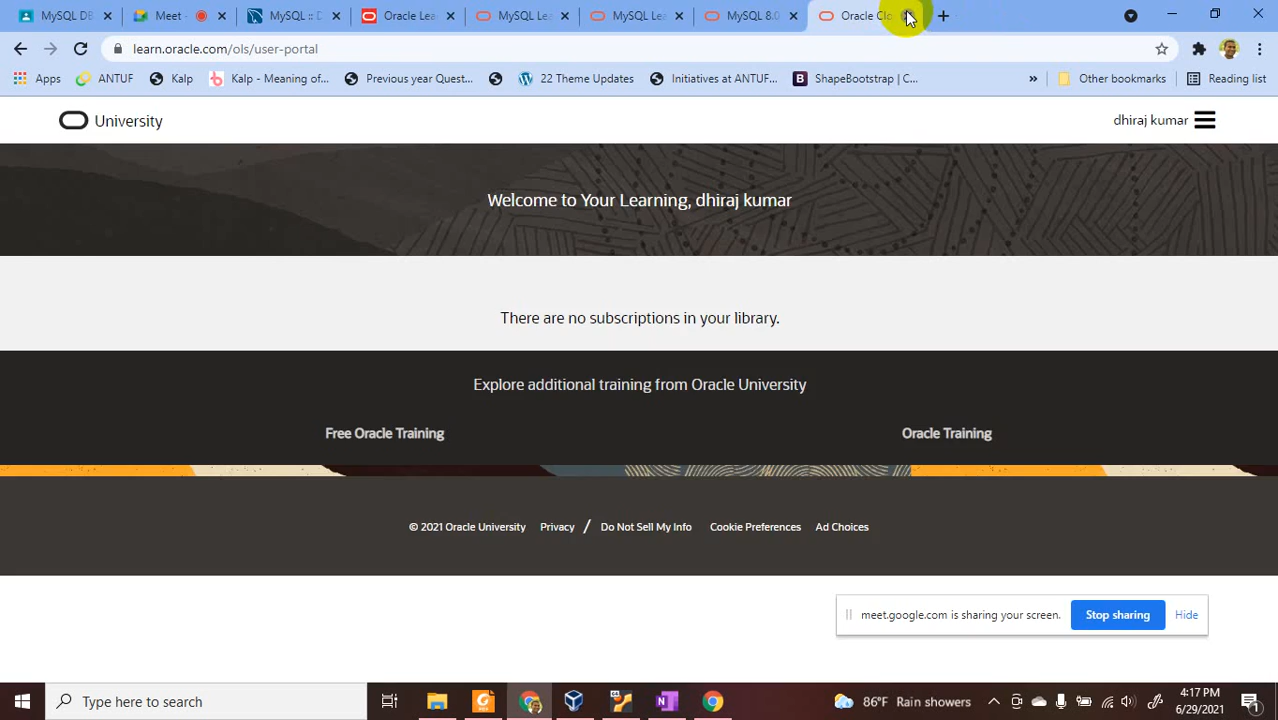 MySQL DB
Meet -
MySQL :: D
Oracle Lea
MySQL Lea
MySQL Lea
MySQL 8.0
Oracle Clo
learn.oracle.com/ols/user-portal
Apps
ANTUF
Kalp
Kalp - Meaning of...
Previous year Quest...
22 Theme Updates
Initiatives at ANTUF...
B
ShapeBootstrap | C...
»
Other bookmarks
Reading list
University
dhiraj kumar
Welcome to Your Learning, dhiraj kumar
There are no subscriptions in your library.
Explore additional training from Oracle University
Free Oracle Training
Oracle Training
© 2021 Oracle University Privacy / Do Not Sell My Info Cookie Preferences Ad Choices
meet.google.com is sharing your screen.
Stop sharing
Hide
Type here to search
86°F Rain showers
4:17 PM
6/29/2021
1